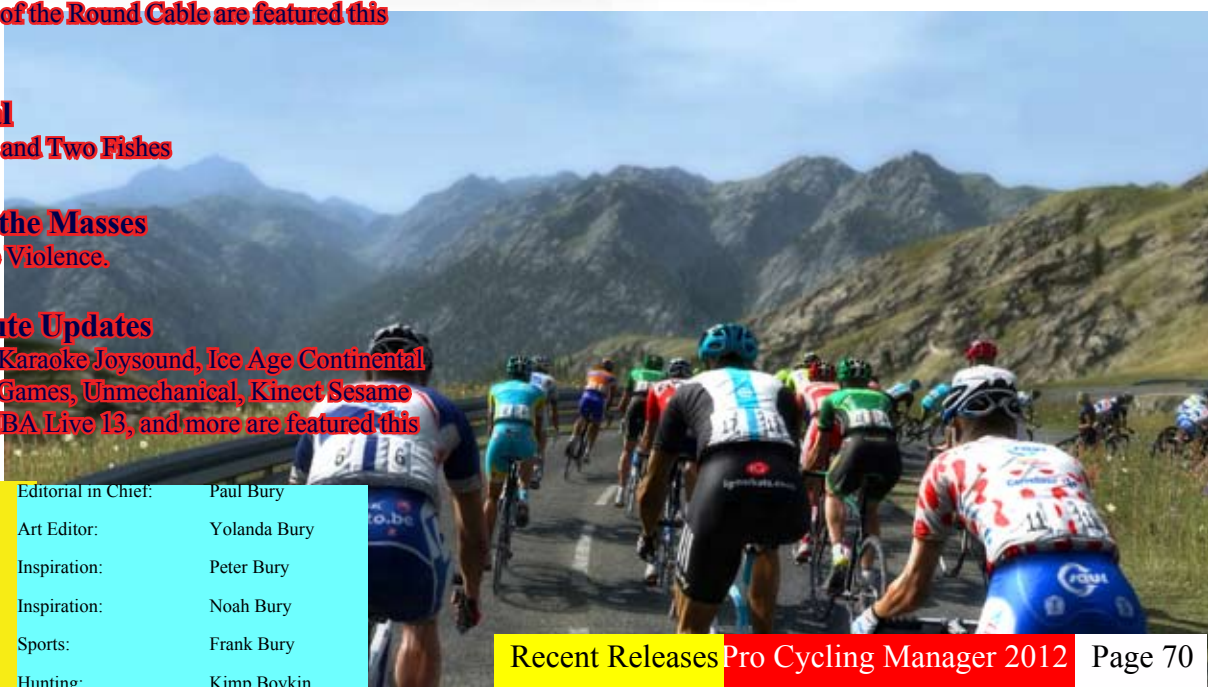 of the Round Cable are featured this
l
and Two Fishes
the Masses
Violence.
ute Updates
Karaoke Joysound, Ice Age Continental
Games, Unmechanical, Kinect Sesame
BA Live 13, and more are featured this
Editorial in Chief: Paul Bury
Art Editor: Yolanda Bury
Inspiration: Peter Bury
Inspiration: Noah Bury
Sports: Frank Bury
Hunting: Kimp Boykin
to.be
Recent Releases Pro Cycling Manager 2012 Page 70